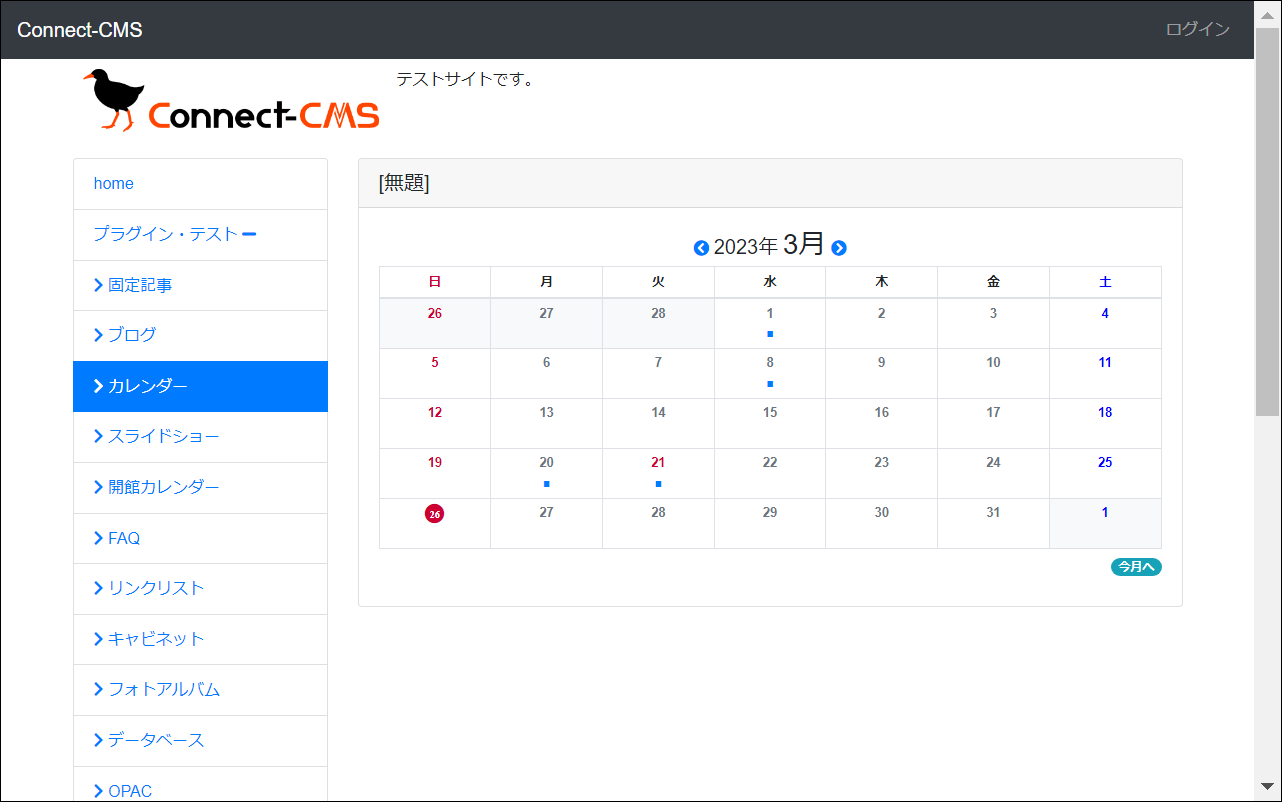 Connect-CMS
ログイン
Connect-CMS
テストサイトです。
home
プラグイン・テスト
固定記事
ブログ
カレンダー
スライドショー
開館カレンダー
FAQ
リンクリスト
キャビネット
フォトアルバム
データベース
OPAC
[無題]
2023年 3月
日 月 火 水 木 金 土
26 27 28 1 2 3 4
5 6 7 8 9 10 11
12 13 14 15 16 17 18
19 20 21 22 23 24 25
26 27 28 29 30 31 1
今月へ